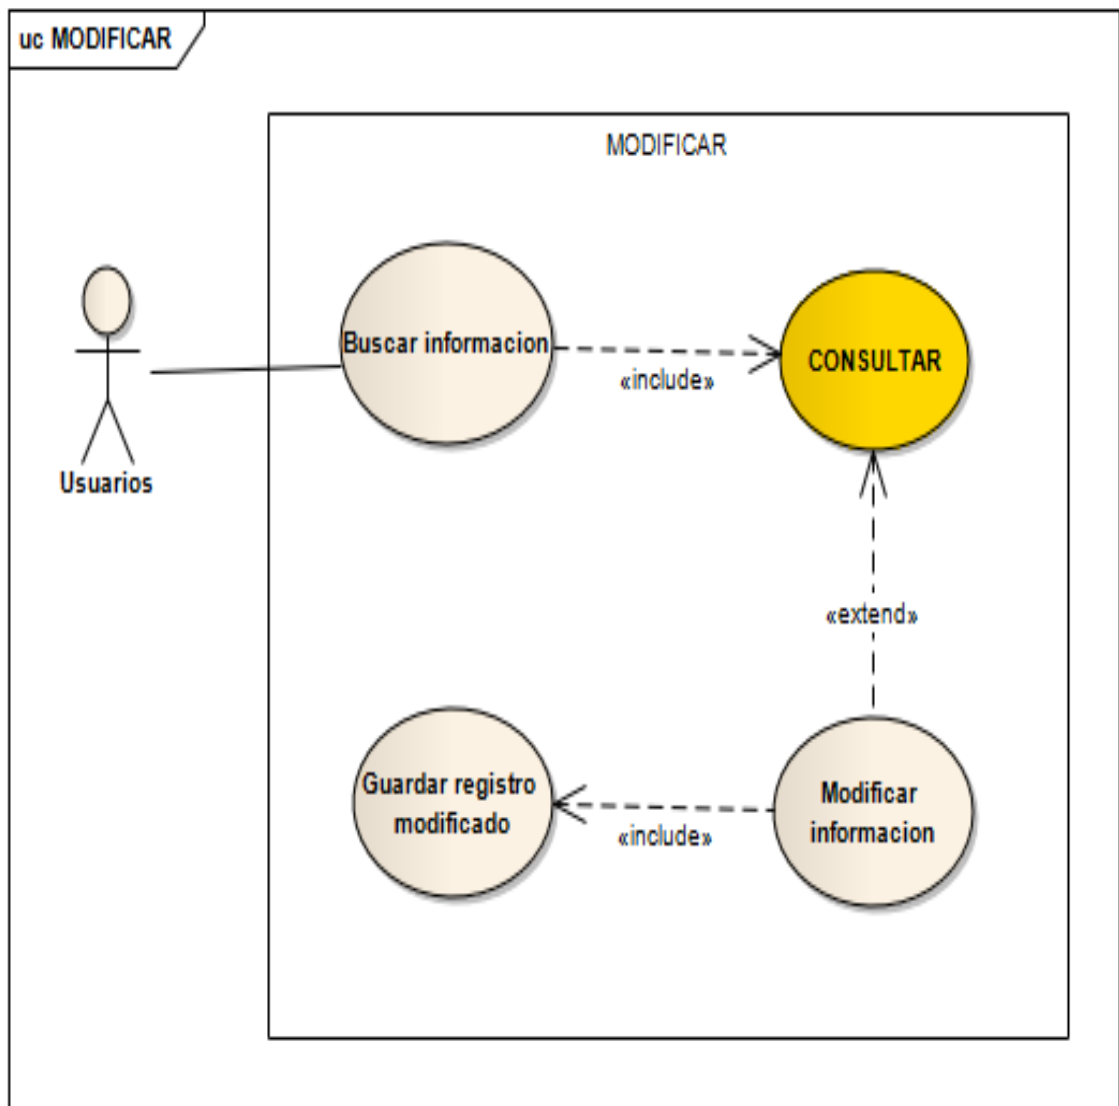 uc MODIFICAR
MODIFICAR
Buscar informacion
«include»
CONSULTAR
Usuarios
«extend»
Guardar registro
modificado
«include»
Modificar
informacion